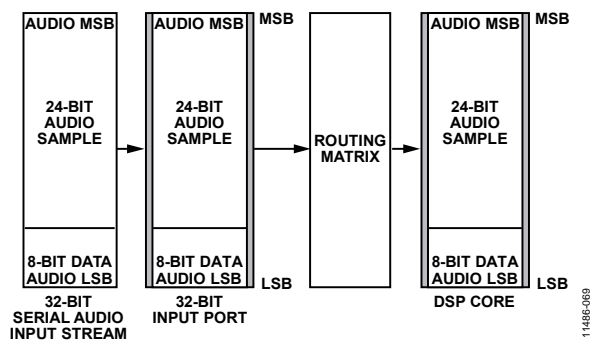 AUDIO MSB
24-BIT
AUDIO
SAMPLE
8-BIT DATA
AUDIO LSB
32-BIT
SERIAL AUDIO
INPUT STREAM
AUDIO MSB
24-BIT
AUDIO
SAMPLE
8-BIT DATA
AUDIO LSB
32-BIT
INPUT PORT
MSB
LSB
ROUTING
MATRIX
AUDIO MSB
24-BIT
AUDIO
SAMPLE
8-BIT DATA
AUDIO LSB
DSP CORE
MSB
LSB
11486-069